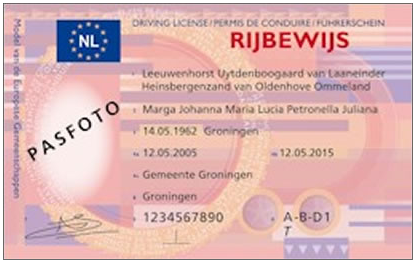 DRIVING LICENSE/PERMIS DE CONDUIRE/FÜHRERSCHEIN
RIJBEWIJS
NL
Model van de Europese Gemeenschappen
PASFOTO
Leeuwenhorst Uytdenboogaard van Laaneinder
Heinsbergenzand van Oldenhove Ommeland
Marga Johanna Maria Lucia Petronella Juliana
14.05.1962 Groningen
12.05.2005 12.05.2015
Gemeente Groningen
Groningen
1234567890 A-B-D1
T